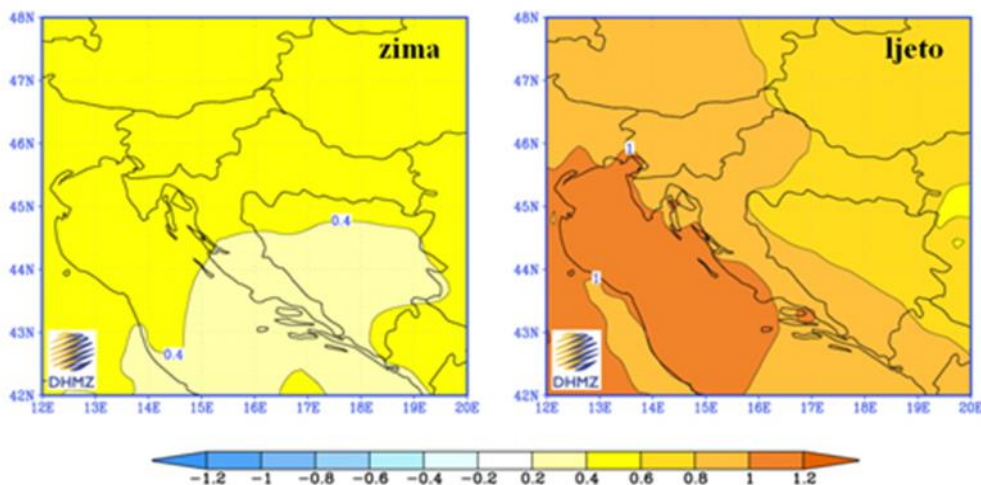 zima
48N
47N
46N
45N
44N
43N
42N
0.4
0.4
DHMZ
12E 13E 14E 15E 16E 17E 18E 19E 20E
ljeto
48N
47N
46N
45N
44N
43N
42N
1
1
DHMZ
12E 13E 14E 15E 16E 17E 18E 19E 20E
-1.2 -1 -0.8 -0.6 -0.4 -0.2 0.2 0.4 0.6 0.8 1 1.2